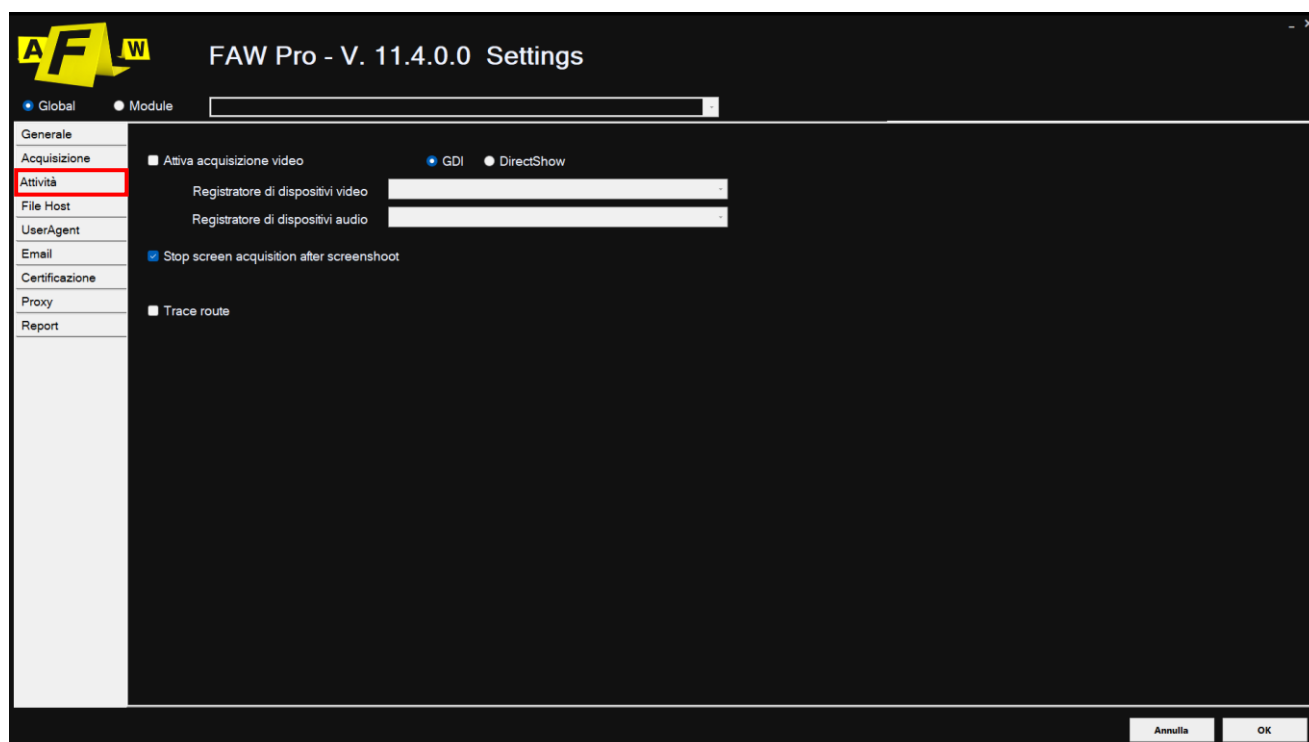 A F W
FAW Pro - V. 11.4.0.0 Settings
Global Module
Generale
Acquisizione
Attività
File Host
UserAgent
Email
Certificazione
Proxy
Report
Attiva acquisizione video GDI DirectShow
Registratore di dispositivi video
Registratore di dispositivi audio
Stop screen acquisition after screenshoot
Trace route
Annulla OK